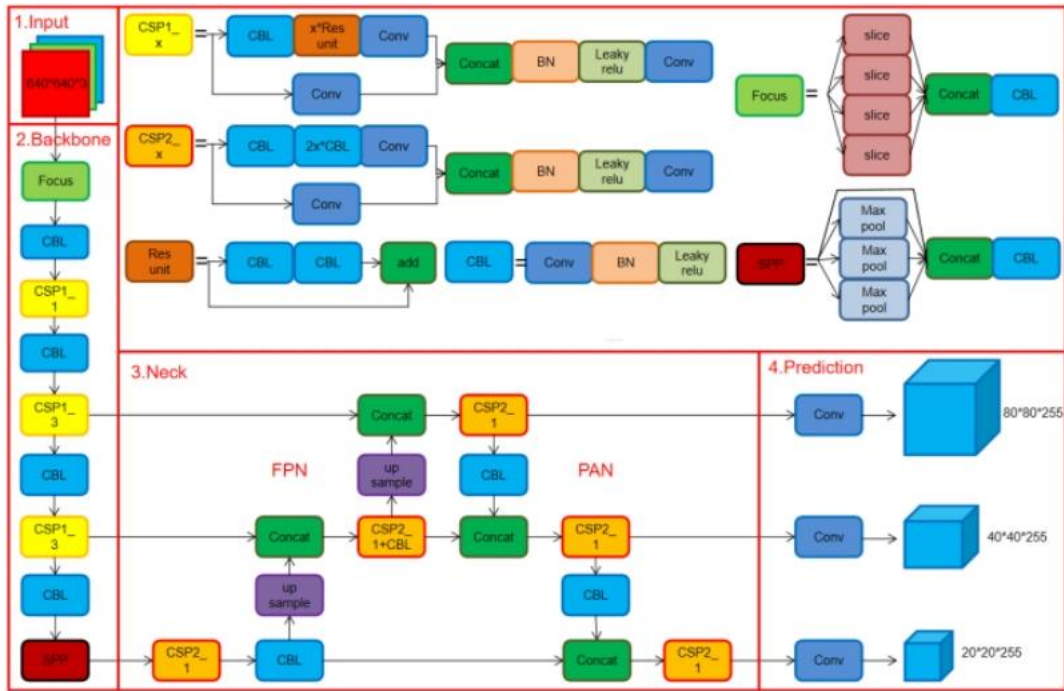 1.Input
640*640*3
2.Backbone
Focus
CBL
CSP1_
1
CBL
CSP1_
3
CBL
CSP1_
3
CBL
SPP
CSP1_
x
=
CBL
x*Res
unit
Conv
Conv
Concat
BN
Leaky
relu
Conv
CSP2_
x
=
CBL
2x*CBL
Conv
Conv
Concat
BN
Leaky
relu
Conv
Res
unit
=
CBL
CBL
add
CBL
=
Conv
BN
Leaky
relu
Focus
=
slice
slice
slice
slice
Concat
CBL
SPP
=
Max
pool
Max
pool
Max
pool
Concat
CBL
3.Neck
FPN
PAN
Concat
CSP2_
1
up
sample
CBL
Concat
CSP2_
1+CBL
Concat
CSP2_
1
up
sample
CBL
CSP2_
1
CBL
Concat
CSP2_
1
4.Prediction
Conv
80*80*255
Conv
40*40*255
Conv
20*20*255